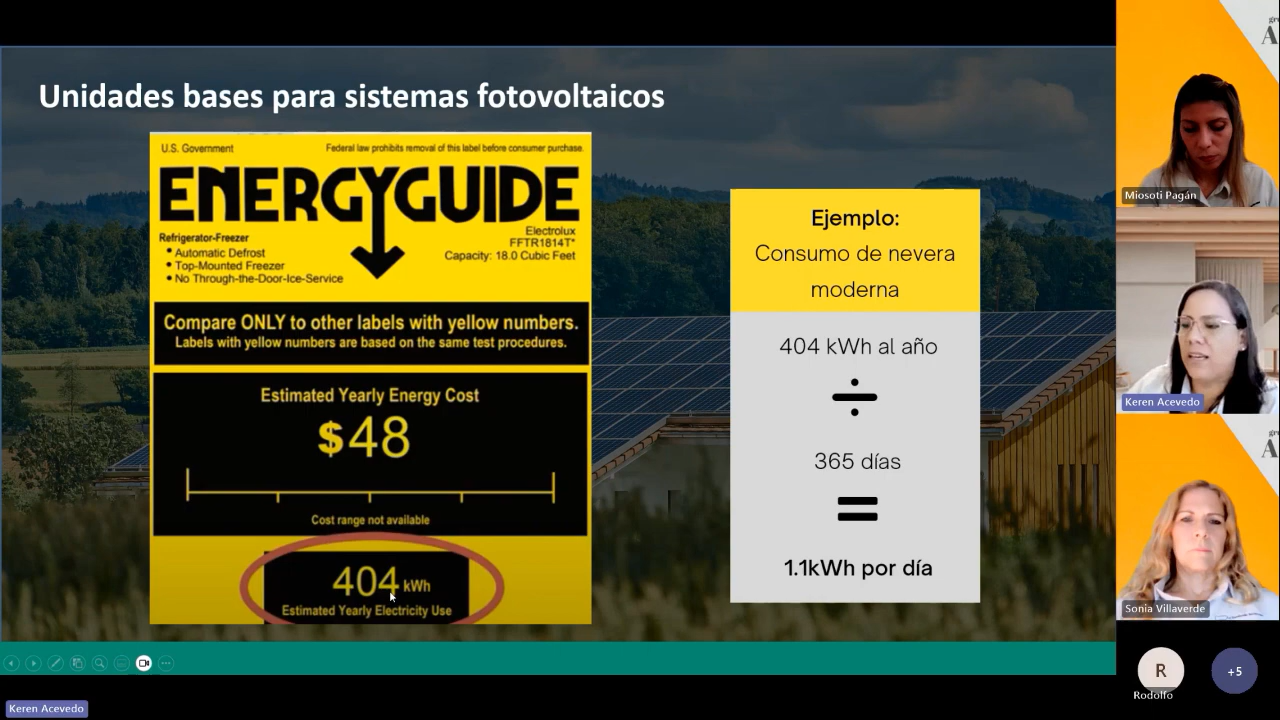 Unidades bases para sistemas fotovoltaicos
U.S. Government
Federal law prohibits removal of this label before consumer purchase.
ENERGYGUIDE
Refrigerator-Freezer
• Automatic Defrost
• Top-Mounted Freezer
• No Through-the-Door-Ice-Service
Electrolux
FFTR1814T*
Capacity: 18.0 Cubic Feet
Compare ONLY to other labels with yellow numbers.
Labels with yellow numbers are based on the same test procedures.
Estimated Yearly Energy Cost
$48
Cost range not available
404 kWh
Estimated Yearly Electricity Use
Ejemplo:
Consumo de nevera
moderna
404 kWh al año
÷
365 días
=
1.1kWh por día
Miosoti Pagán
Keren Acevedo
Sonia Villaverde
R
Rodolfo
+5
Keren Acevedo